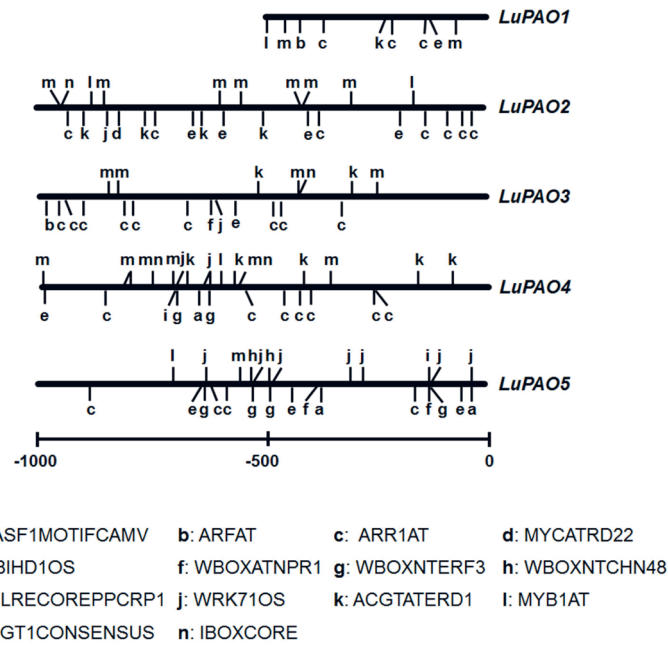 LuPAO1
l m b c k c c e m
m n l m m m m m m l
LuPAO2
c k j d k c e k e k e c e c c c c
m m k m n k m
LuPAO3
b c c c c c c c f j e c c c
m m m n m j k j l k m n k m k k
LuPAO4
e c i g a g c c c c c c
l j m h j h j j j i j j
LuPAO5
c e g c c g g e f a c f g e a
-1000 -500 0
ASF1MOTIFCAMV b: ARFAT c: ARR1AT d: MYCATRD22
BIHD1OS f: WBOXATNPR1 g: WBOXNTERF3 h: WBOXNTCHN48
LRECOREPPCRP1 j: WRK71OS k: ACGTATERD1 l: MYB1AT
GT1CONSENSUS n: IBOXCORE